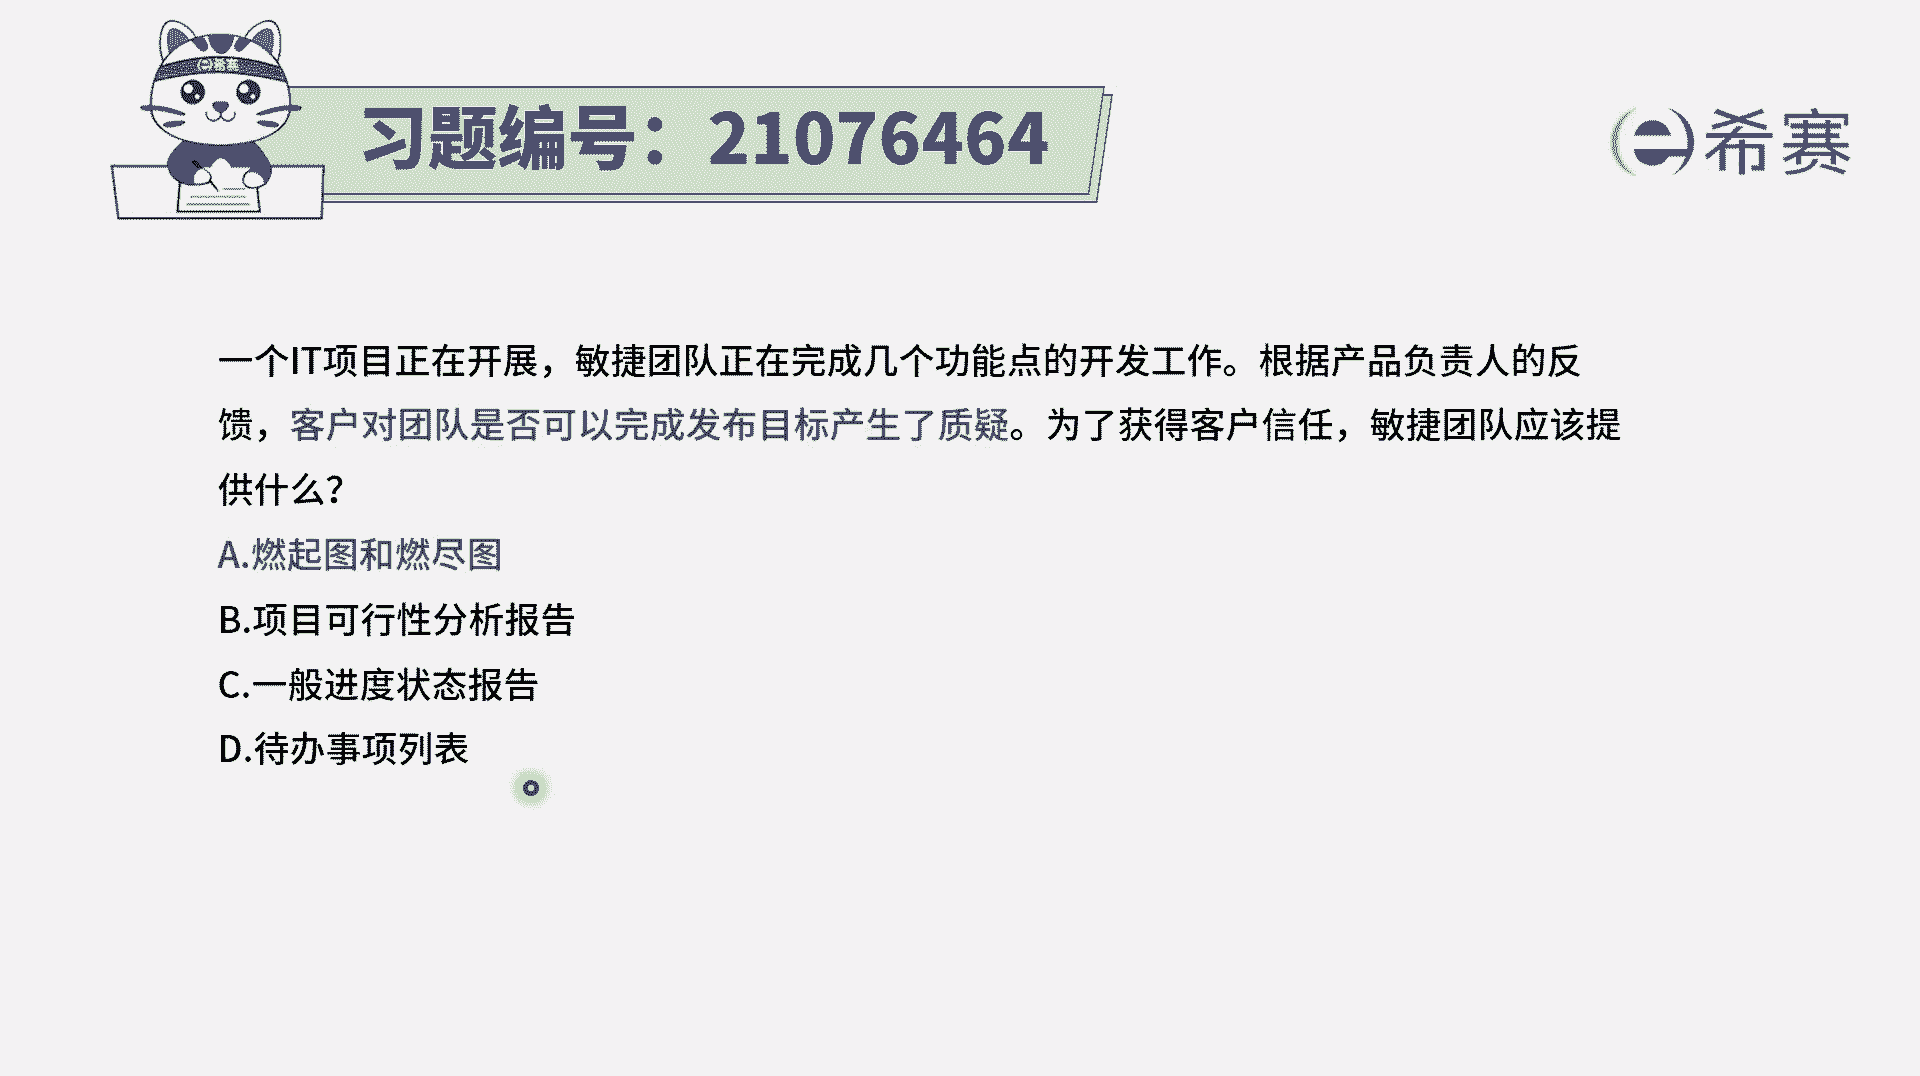 希赛
习题编号：21076464
希赛
一个IT项目正在开展，敏捷团队正在完成几个功能点的开发工作。根据产品负责人的反
馈，客户对团队是否可以完成发布目标产生了质疑。为了获得客户信任，敏捷团队应该提
供什么？
A.燃起图和燃尽图
B.项目可行性分析报告
C.一般进度状态报告
D.待办事项列表